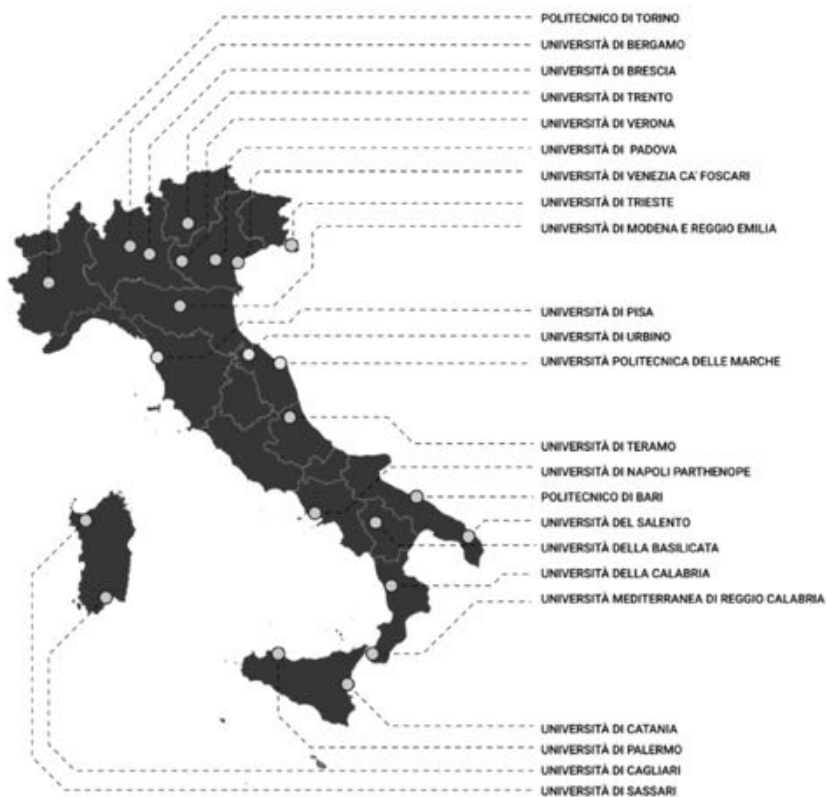 POLITECNICO DI TORINO
UNIVERSITÀ DI BERGAMO
UNIVERSITÀ DI BRESCIA
UNIVERSITÀ DI TRENTO
UNIVERSITÀ DI VERONA
UNIVERSITÀ DI PADOVA
UNIVERSITÀ DI VENEZIA CA' FOSCARI
UNIVERSITÀ DI TRIESTE
UNIVERSITÀ DI MODENA E REGGIO EMILIA
UNIVERSITÀ DI PISA
UNIVERSITÀ DI URBINO
UNIVERSITÀ POLITECNICA DELLE MARCHE
UNIVERSITÀ DI TERAMO
UNIVERSITÀ DI NAPOLI PARTHENOPE
POLITECNICO DI BARI
UNIVERSITÀ DEL SALENTO
UNIVERSITÀ DELLA BASILICATA
UNIVERSITÀ DELLA CALABRIA
UNIVERSITÀ MEDITERRANEA DI REGGIO CALABRIA
UNIVERSITÀ DI CATANIA
UNIVERSITÀ DI PALERMO
UNIVERSITÀ DI CAGLIARI
UNIVERSITÀ DI SASSARI